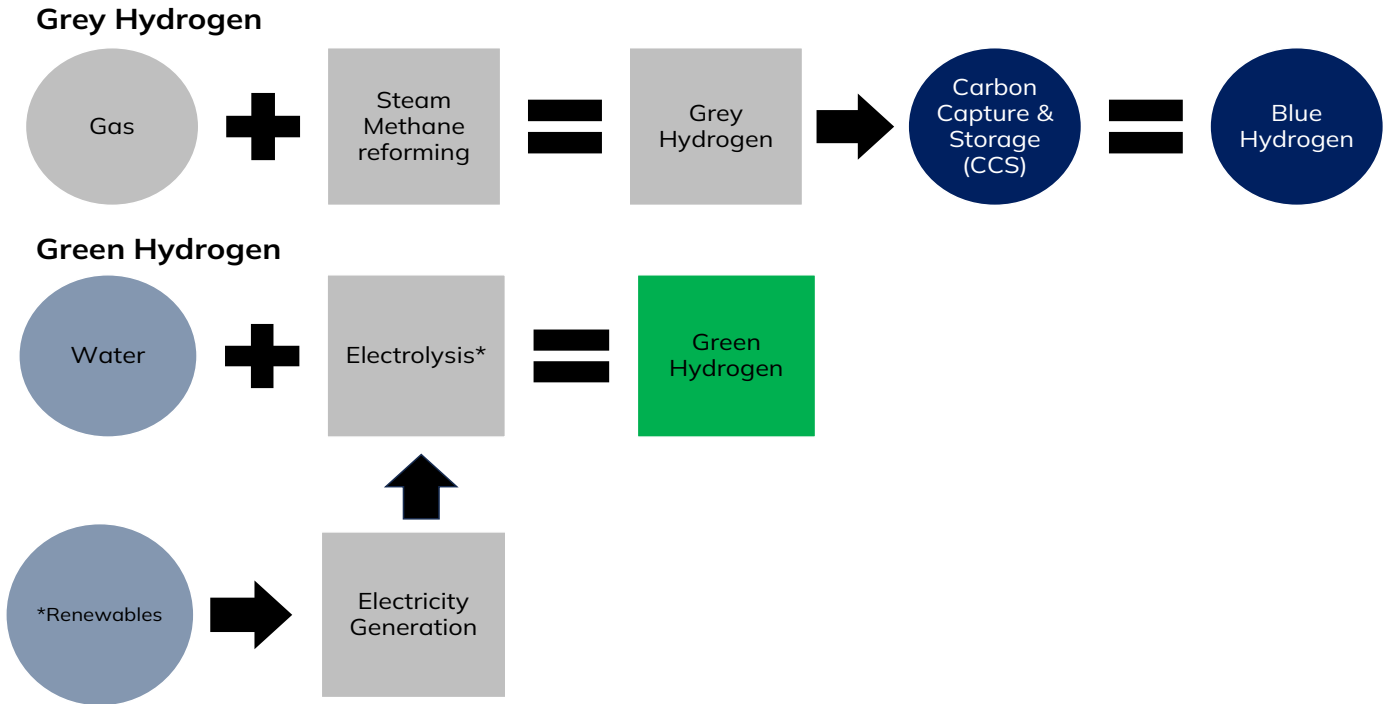 Grey Hydrogen
Gas
Steam
Methane
reforming
Grey
Hydrogen
Carbon
Capture &
Storage
(CCS)
Blue
Hydrogen
Green Hydrogen
Water
Electrolysis*
Green
Hydrogen
*Renewables
Electricity
Generation